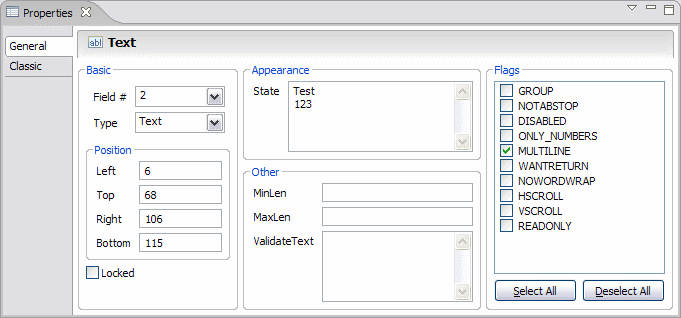 Properties
General
Classic
abl Text
Basic
Field # 2
Type Text
Position
Left 6
Top 68
Right 106
Bottom 115
Locked
Appearance
State Test
123
Other
MinLen
MaxLen
ValidateText
Flags
GROUP
NOTABSTOP
DISABLED
ONLY_NUMBERS
MULTILINE
WANTRETURN
NOWORDWRAP
HSCROLL
VSCROLL
READONLY
Select All
Deselect All